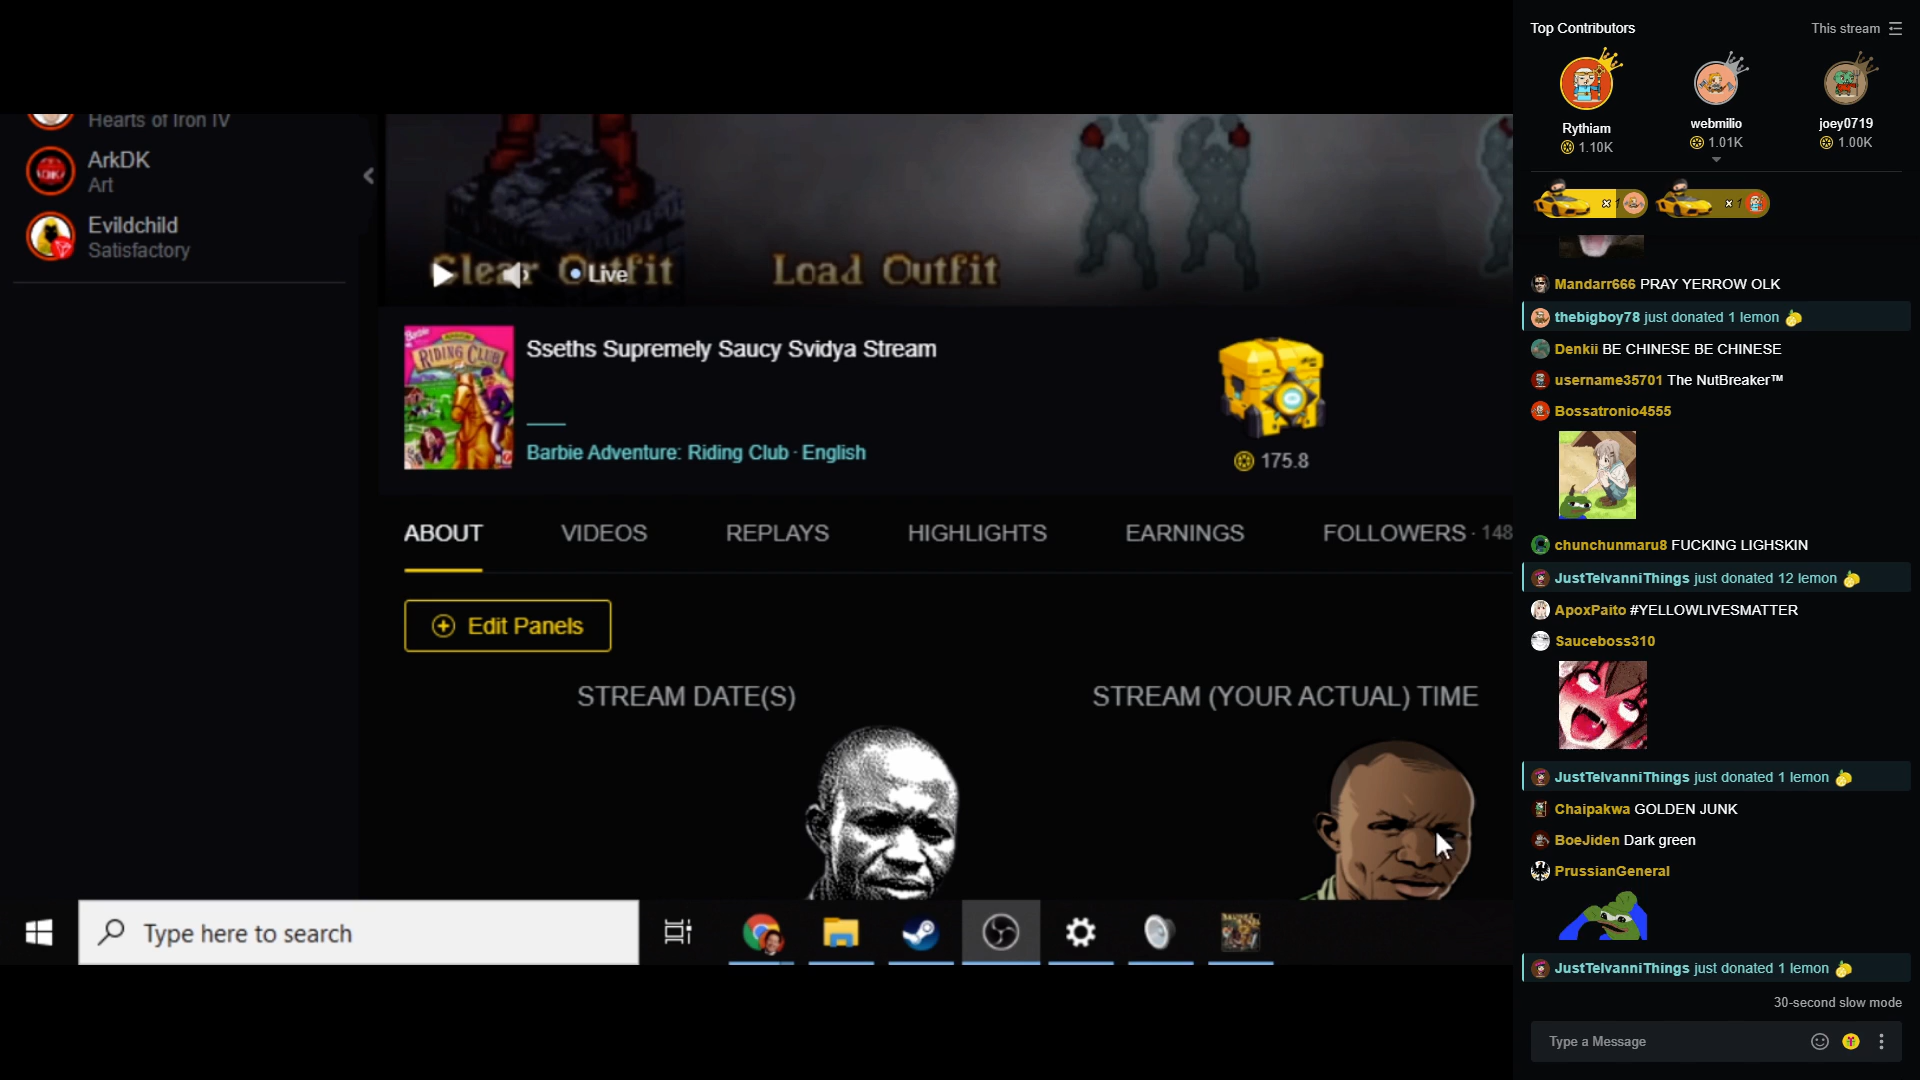 Hearts of Iron IV
ArkDK
Art
Evildchild
Satisfactory
Clear Outfit
Live
Load Outfit
Barbie
RIDING CLUB
Sseths Supremely Saucy Svidya Stream
Barbie Adventure: Riding Club · English
175.8
ABOUT
VIDEOS
REPLAYS
HIGHLIGHTS
EARNINGS
FOLLOWERS · 148
Edit Panels
STREAM DATE(S)
STREAM (YOUR ACTUAL) TIME
Type here to search
Top Contributors
This stream
Rythiam
1.10K
webmilio
1.01K
joey0719
1.00K
× 1
× 1
Mandarr666 PRAY YERROW OLK
thebigboy78 just donated 1 lemon
Denkii BE CHINESE BE CHINESE
username35701 The NutBreaker™
Bossatronio4555
chunchunmaru8 FUCKING LIGHSKIN
JustTelvanniThings just donated 12 lemon
ApoxPaito #YELLOWLIVESMATTER
Sauceboss310
JustTelvanniThings just donated 1 lemon
Chaipakwa GOLDEN JUNK
BoeJiden Dark green
PrussianGeneral
JustTelvanniThings just donated 1 lemon
30-second slow mode
Type a Message